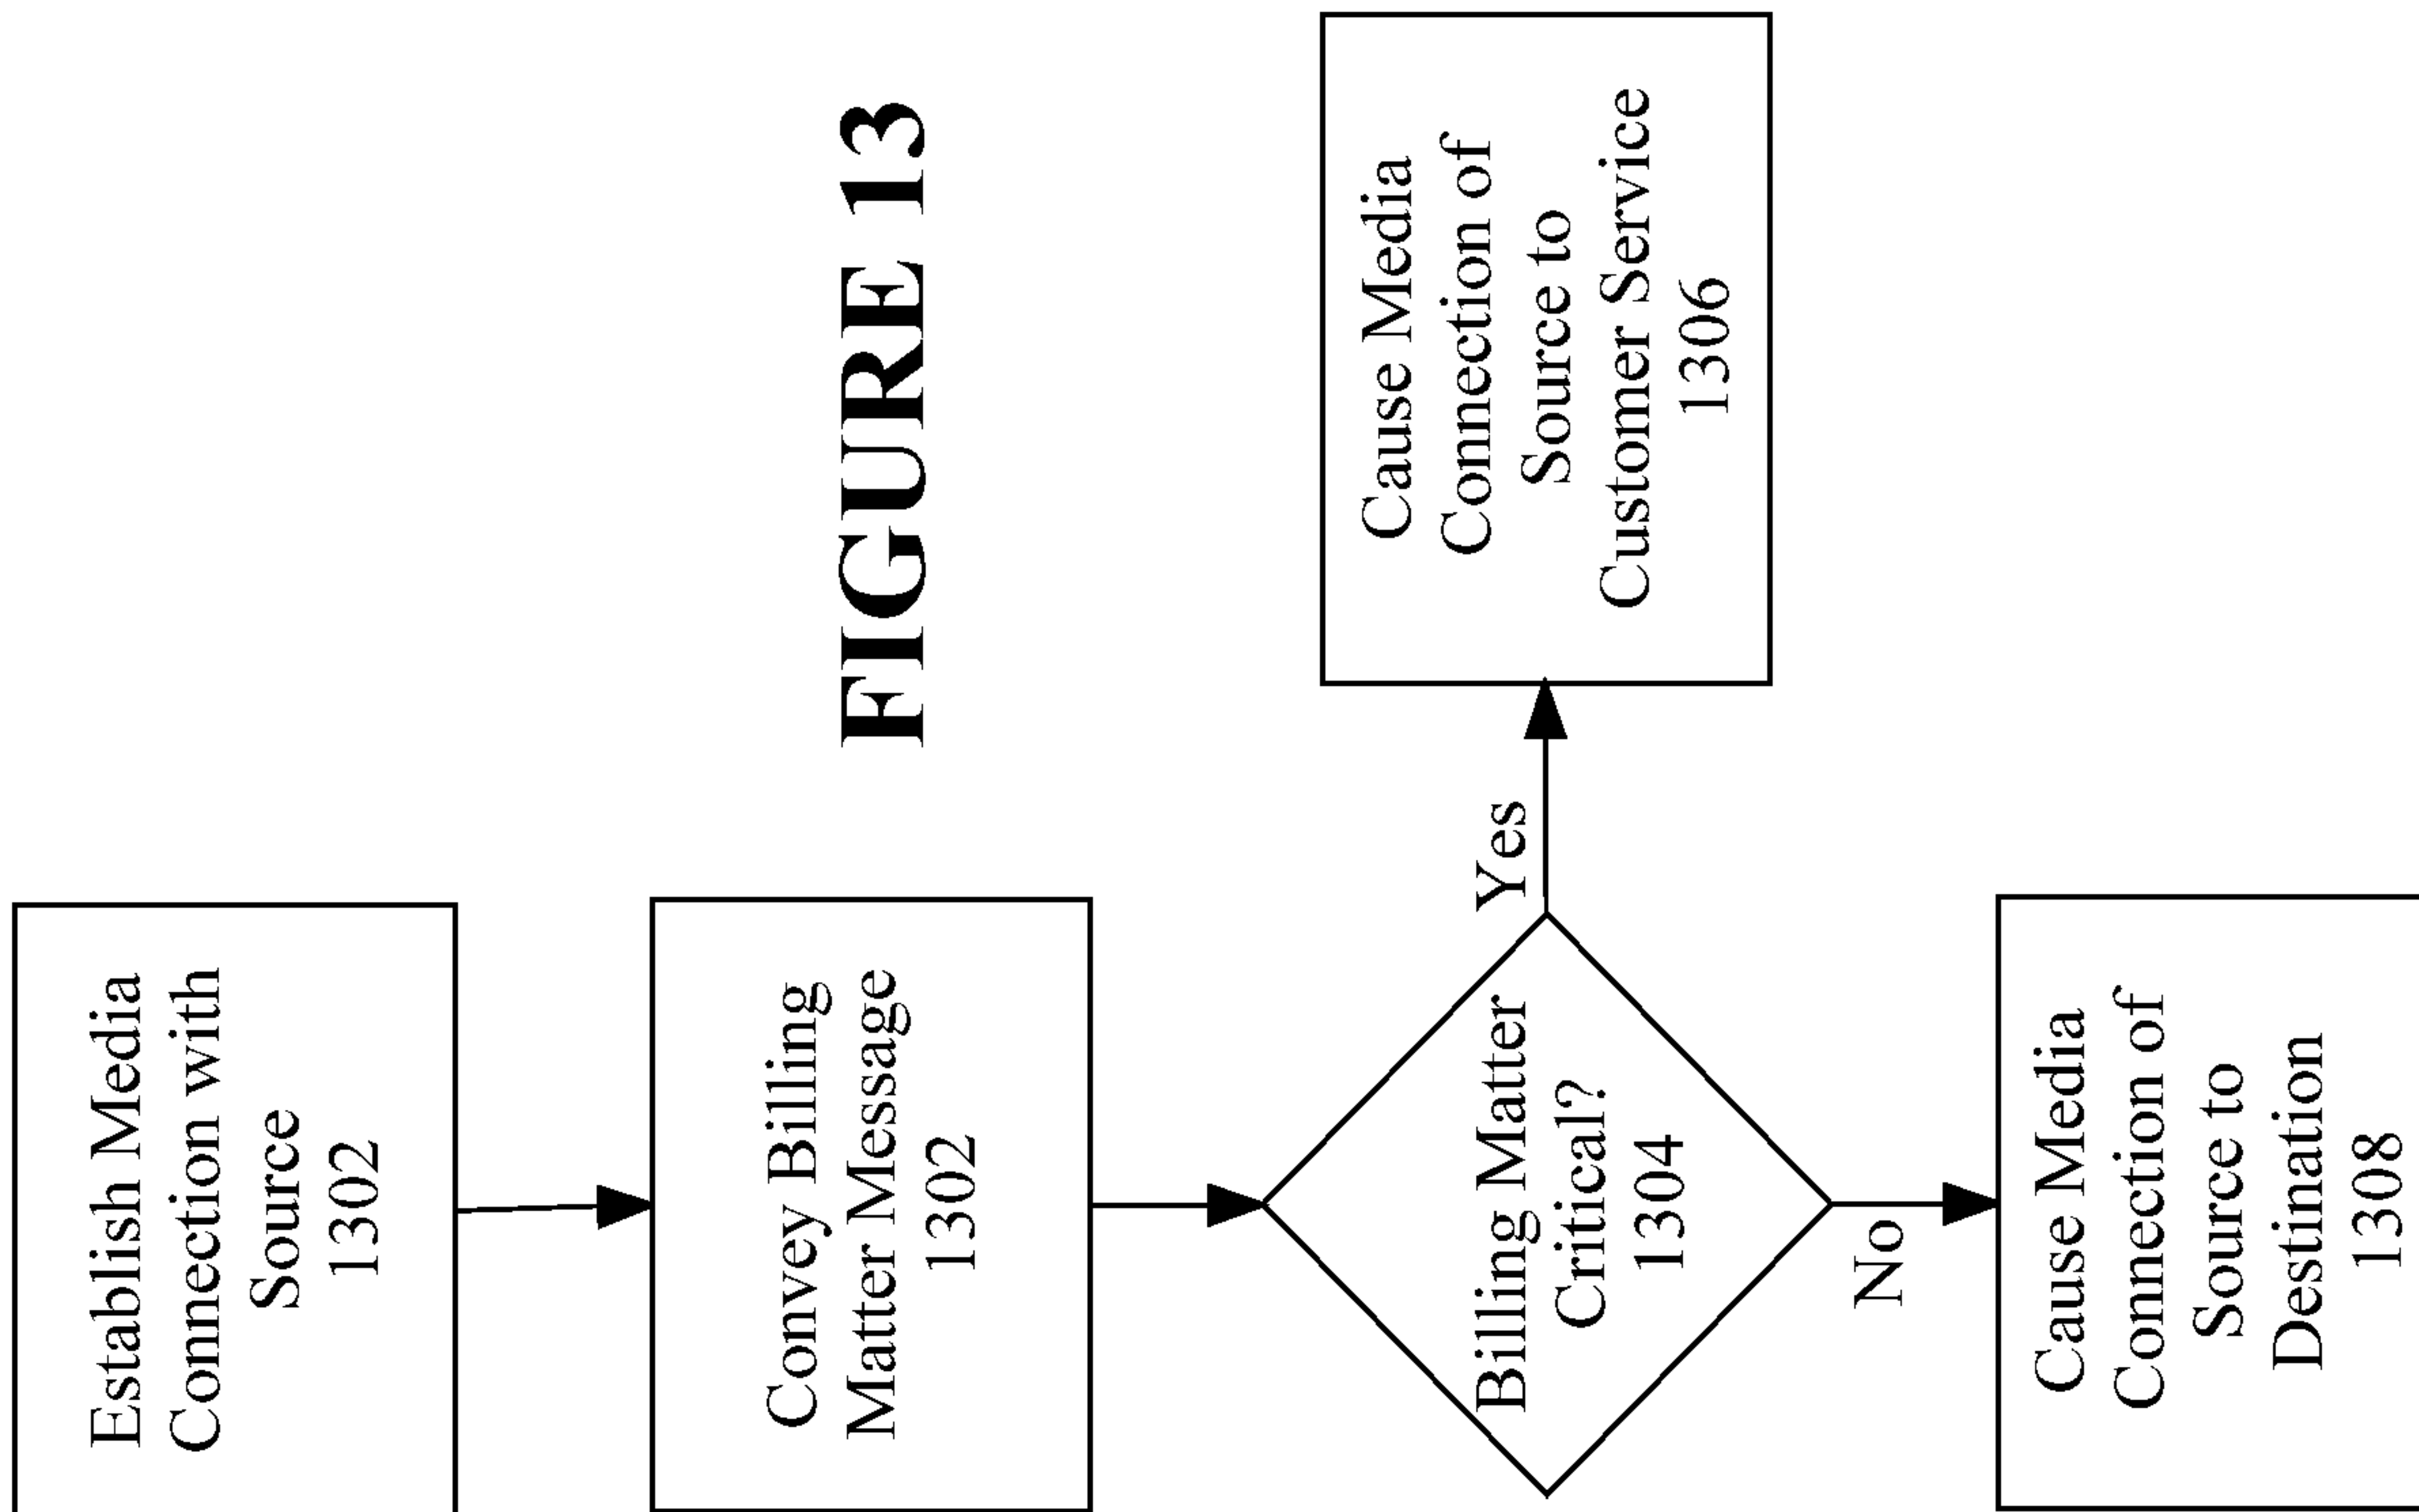 Establish Media
Connection with
Source
1302
Convey Billing
Matter Message
1302
Billing Matter
Critical?
1304
Yes
No
Cause Media
Connection of
Source to
Customer Service
1306
Cause Media
Connection of
Source to
Destination
1308
FIGURE 13